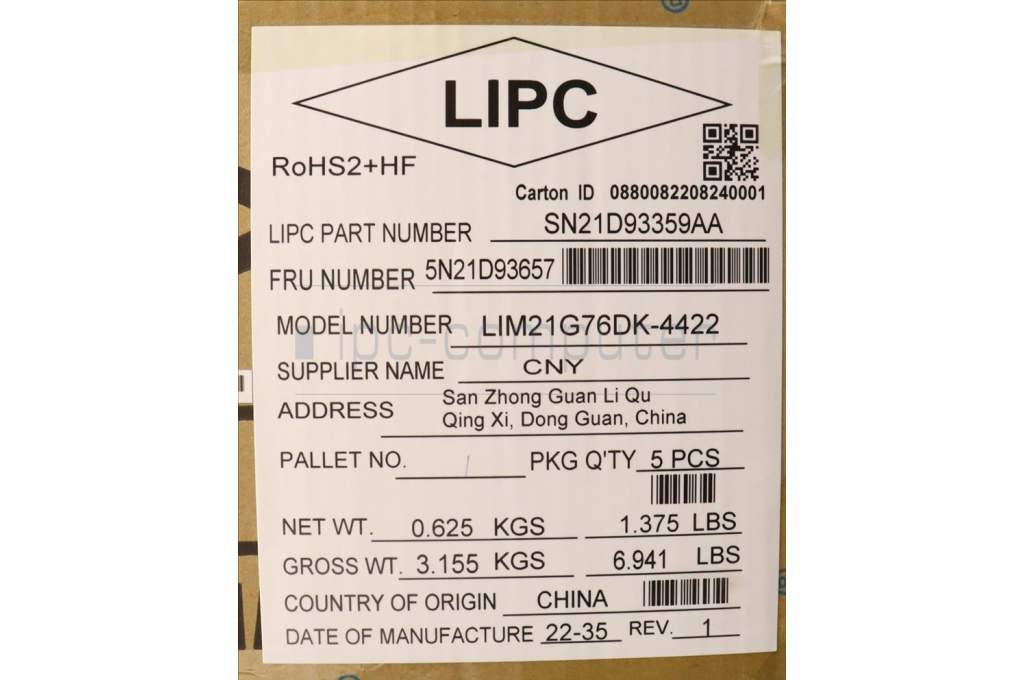 LIPC
RoHS2+HF
Carton ID 0880082208240001
LIPC PART NUMBER SN21D93359AA
FRU NUMBER 5N21D93657
MODEL NUMBER LIM21G76DK-4422
ipc-computer
SUPPLIER NAME CNY
ADDRESS San Zhong Guan Li Qu
Qing Xi, Dong Guan, China
PALLET NO. / PKG Q'TY 5 PCS
NET WT. 0.625 KGS 1.375 LBS
GROSS WT. 3.155 KGS 6.941 LBS
COUNTRY OF ORIGIN CHINA
DATE OF MANUFACTURE 22-35 REV. 1